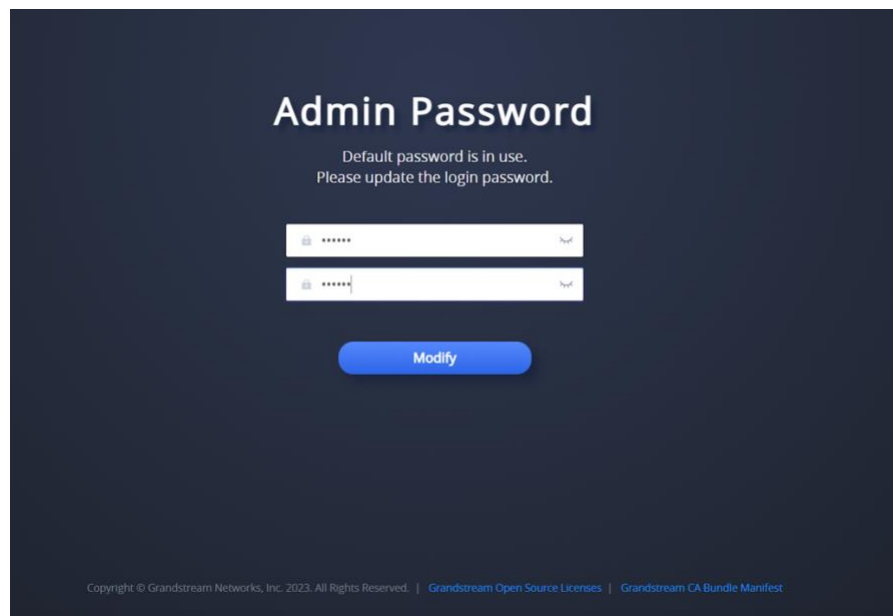 Admin Password
Default password is in use.
Please update the login password.
••••••
••••••
Modify
Copyright © Grandstream Networks, Inc. 2023. All Rights Reserved. | Grandstream Open Source Licenses | Grandstream CA Bundle Manifest